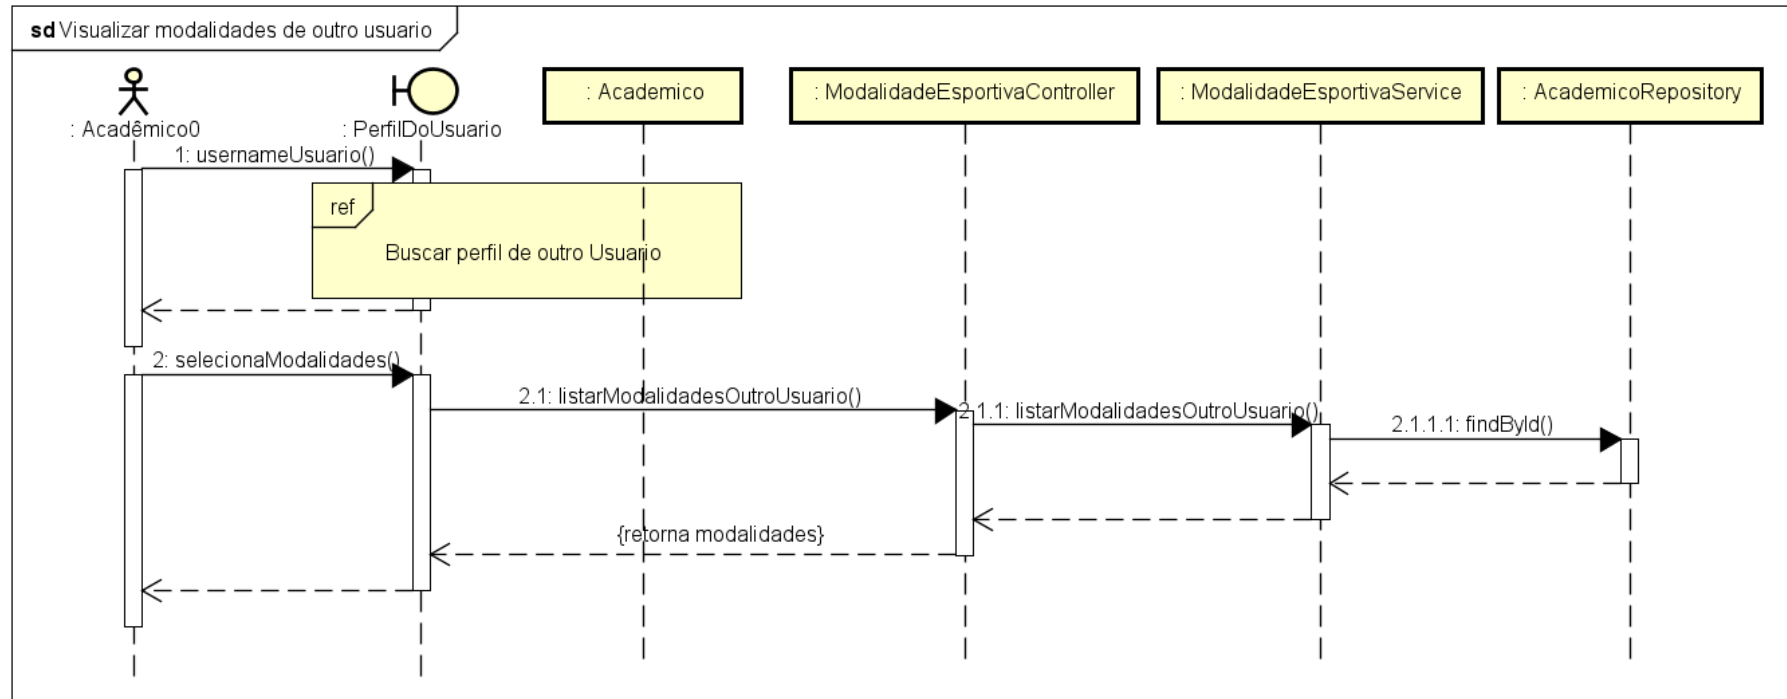 sd Visualizar modalidades de outro usuario
: Acadêmico0
: PerfilDoUsuario
: Academico
: ModalidadeEsportivaController
: ModalidadeEsportivaService
: AcademicoRepository
1: usernameUsuario()
ref
Buscar perfil de outro Usuario
2: selecionaModalidades()
2.1: listarModalidadesOutroUsuario()
2.1.1: listarModalidadesOutroUsuario()
2.1.1.1: findById()
{retorna modalidades}